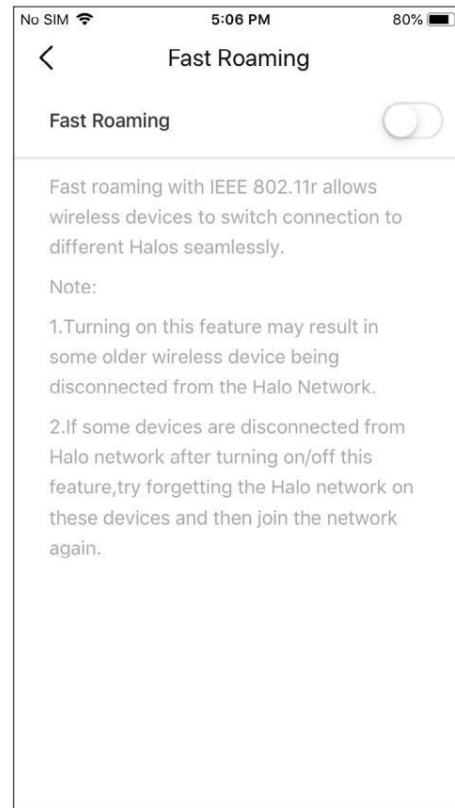 No SIM 5:06 PM 80%
Fast Roaming
Fast Roaming
Fast roaming with IEEE 802.11r allows
wireless devices to switch connection to
different Halos seamlessly.
Note:
1.Turning on this feature may result in
some older wireless device being
disconnected from the Halo Network.
2.If some devices are disconnected from
Halo network after turning on/off this
feature,try forgetting the Halo network on
these devices and then join the network
again.